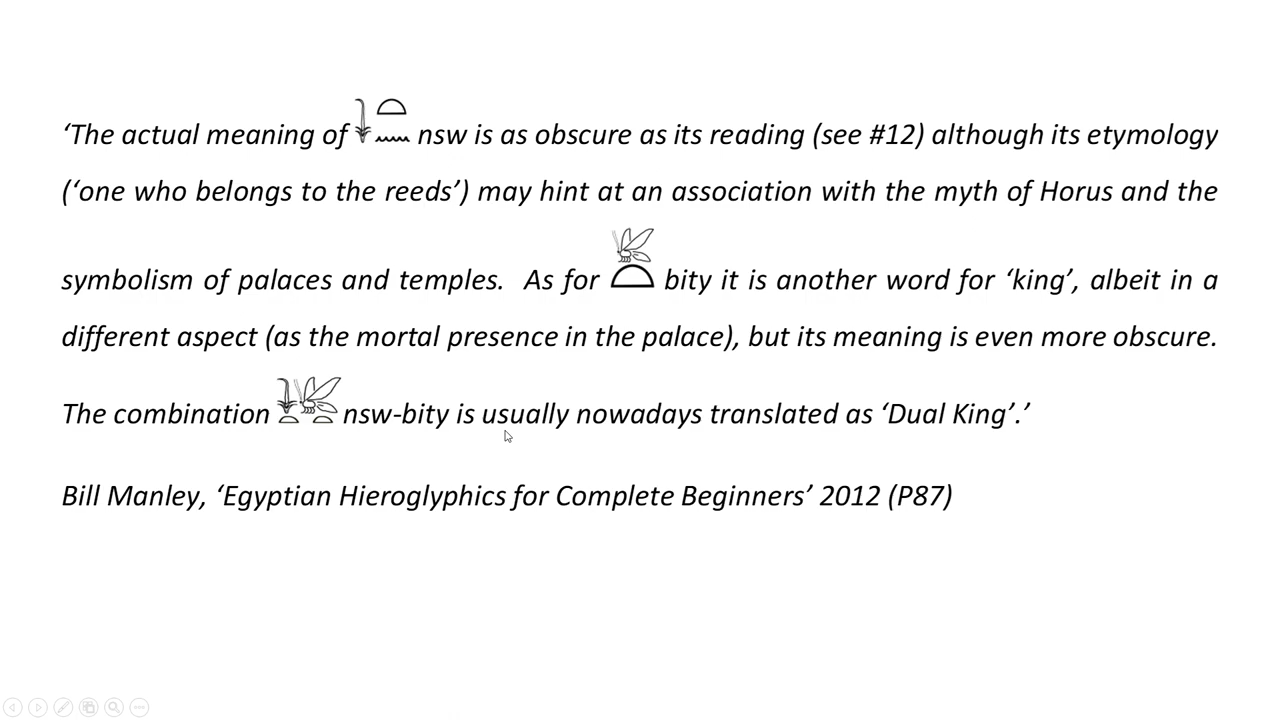 ‘The actual meaning of 𓇓𓏏𓈖 nsw is as obscure as its reading (see #12) although its etymology
(‘one who belongs to the reeds’) may hint at an association with the myth of Horus and the
symbolism of palaces and temples. As for 𓆤𓏏 bity it is another word for ‘king’, albeit in a
different aspect (as the mortal presence in the palace), but its meaning is even more obscure.
The combination 𓇓𓏏𓆤𓏏 nsw-bity is usually nowadays translated as ‘Dual King’.’
Bill Manley, ‘Egyptian Hieroglyphics for Complete Beginners’ 2012 (P87)